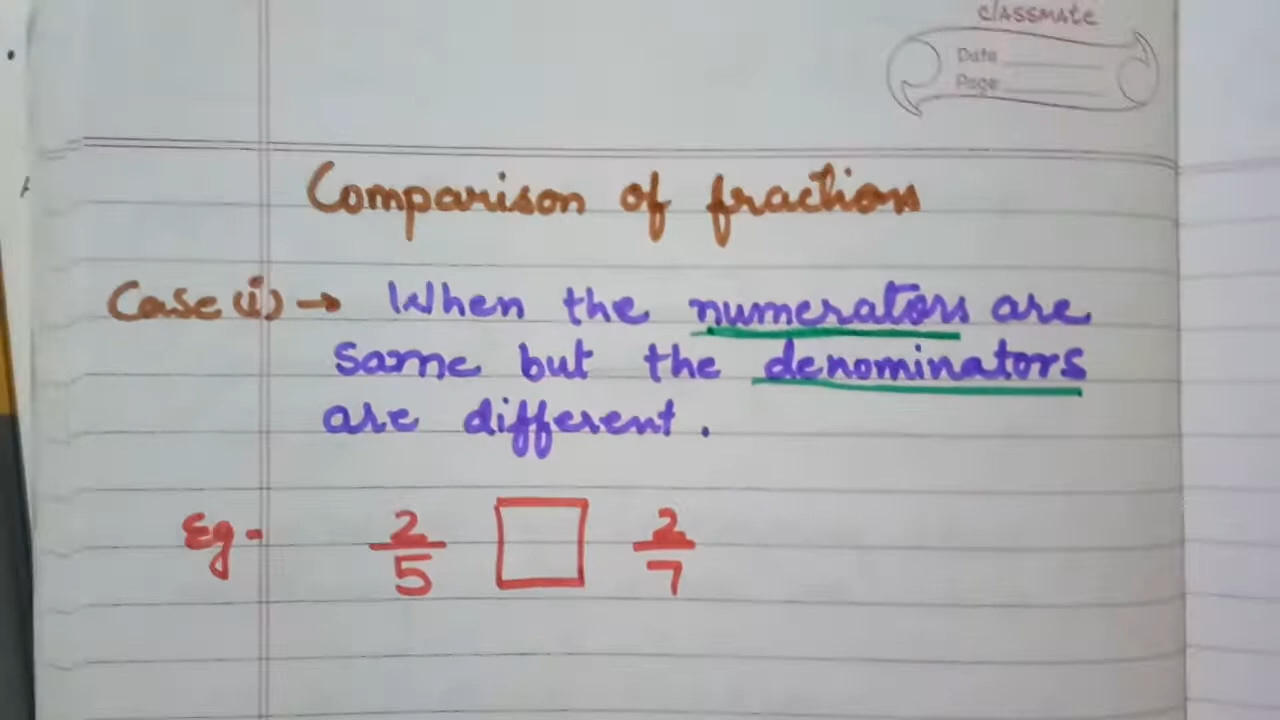 classmate
Date
Page
Comparison of fractions
Case (i) → When the numerators are
same but the denominators
are different.
Eg- 2/5 □ 2/7